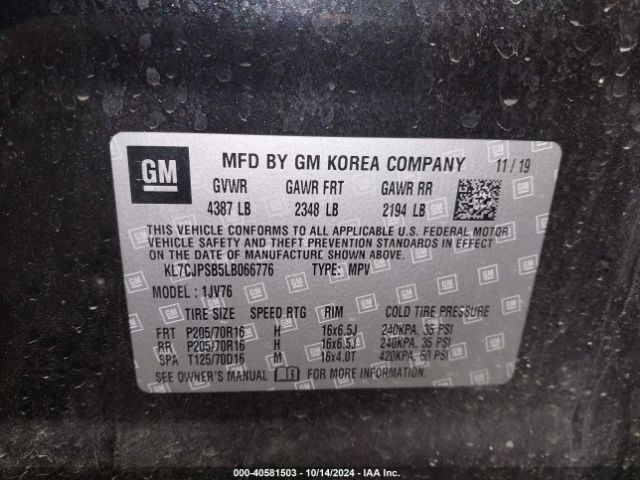 GM
MFD BY GM KOREA COMPANY 11/19
GVWR GAWR FRT GAWR RR
4387 LB 2348 LB 2194 LB
THIS VEHICLE CONFORMS TO ALL APPLICABLE U.S. FEDERAL MOTOR
VEHICLE SAFETY AND THEFT PREVENTION STANDARDS IN EFFECT
ON THE DATE OF MANUFACTURE SHOWN ABOVE.
KL7CJPSB5LB066776 TYPE: MPV
MODEL: 1JV76
TIRE SIZE SPEED RTG RIM COLD TIRE PRESSURE
FRT P205/70R16 H 16x6.5J 240KPA, 35 PSI
RR P205/70R16 H 16x6.5J 240KPA, 35 PSI
SPA T125/70D16 M 16x4.0T 420KPA, 60 PSI
SEE OWNER'S MANUAL FOR MORE INFORMATION.
000-40581503 - 10/14/2024 - IAA Inc.